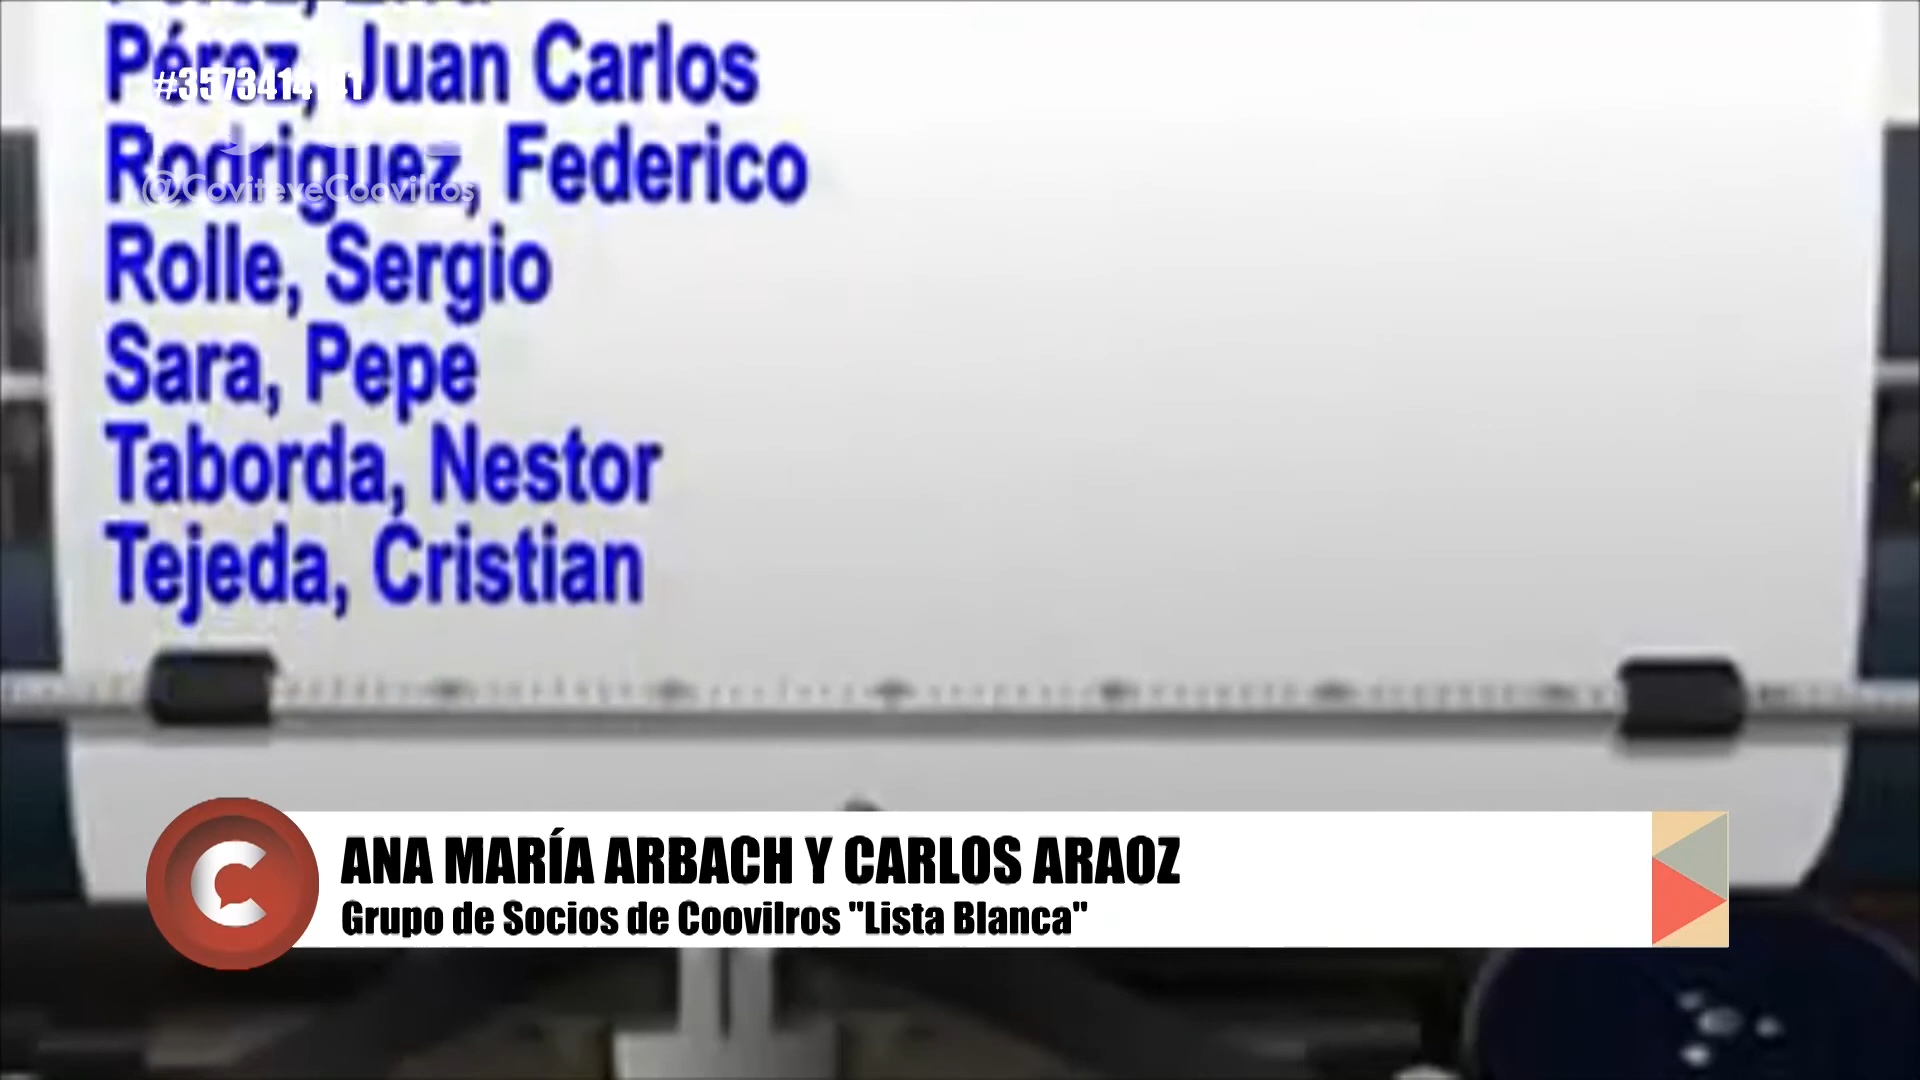 Pérez, Juan Carlos
Rodriguez, Federico
@CoviteveCoovilros
Rolle, Sergio
Sara, Pepe
Taborda, Nestor
Tejeda, Cristian
ANA MARÍA ARBACH Y CARLOS ARAOZ
Grupo de Socios de Coovilros "Lista Blanca"